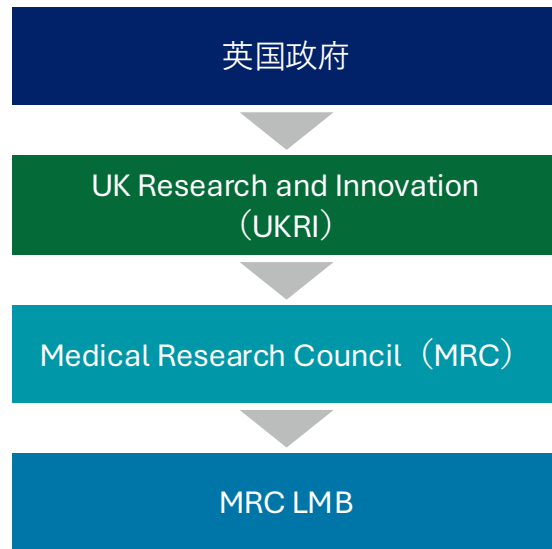 英国政府
UK Research and Innovation
（UKRI）
Medical Research Council（MRC）
MRC LMB